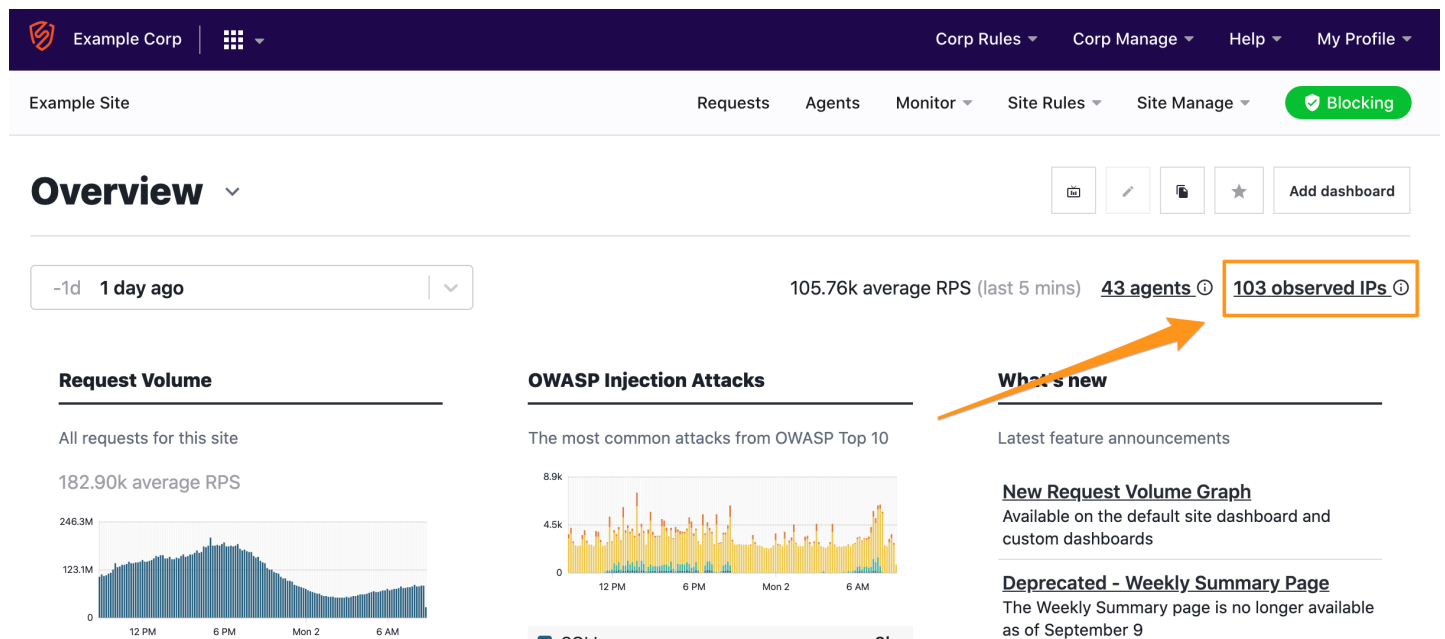 Example Corp
Corp Rules
Corp Manage
Help
My Profile
Example Site
Requests
Agents
Monitor
Site Rules
Site Manage
Blocking
Overview
Add dashboard
-1d 1 day ago
105.76k average RPS (last 5 mins)
43 agents
103 observed IPs
Request Volume
All requests for this site
182.90k average RPS
246.3M
123.1M
0
12 PM
6 PM
Mon 2
6 AM
OWASP Injection Attacks
The most common attacks from OWASP Top 10
8.9k
4.5k
0
12 PM
6 PM
Mon 2
6 AM
What's new
Latest feature announcements
New Request Volume Graph
Available on the default site dashboard and
custom dashboards
Deprecated - Weekly Summary Page
The Weekly Summary page is no longer available
as of September 9